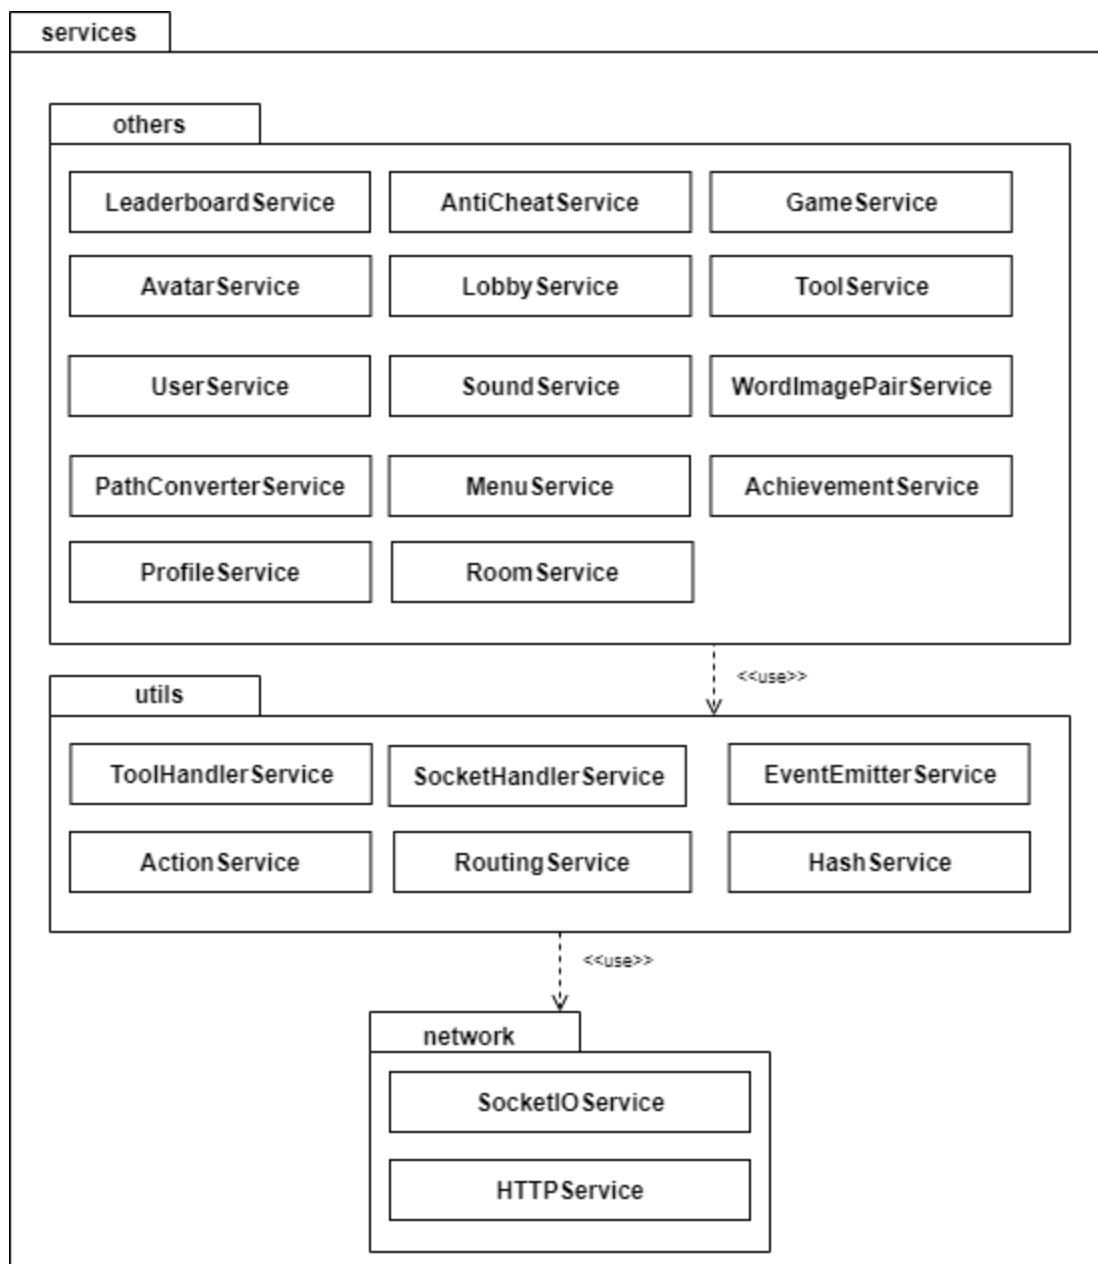 services
others
LeaderboardService
AntiCheatService
GameService
AvatarService
LobbyService
ToolService
UserService
SoundService
WordImagePairService
PathConverterService
MenuService
AchievementService
ProfileService
RoomService
<<use>>
utils
ToolHandlerService
SocketHandlerService
EventEmitterService
ActionService
RoutingService
HashService
<<use>>
network
SocketIOService
HTTPService